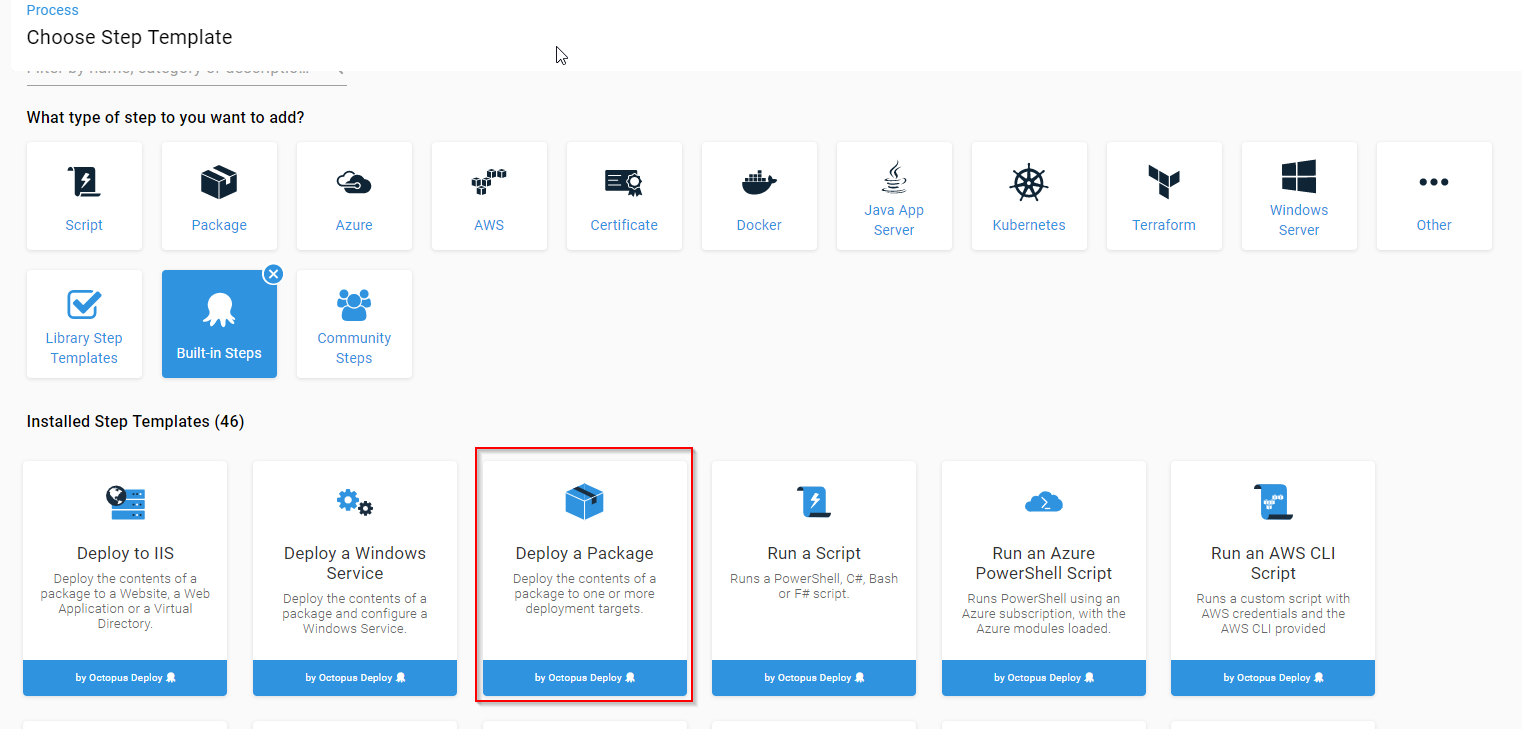 Process
Choose Step Template
What type of step to you want to add?
Script
Package
Azure
AWS
Certificate
Docker
Java App
Server
Kubernetes
Terraform
Windows
Server
Other
Library Step
Templates
Built-in Steps
Community
Steps
Installed Step Templates (46)
Deploy to IIS
Deploy the contents of a
package to a Website, a Web
Application or a Virtual
Directory.
by Octopus Deploy
Deploy a Windows
Service
Deploy the contents of a
package and configure a
Windows Service.
by Octopus Deploy
Deploy a Package
Deploy the contents of a
package to one or more
deployment targets.
by Octopus Deploy
Run a Script
Runs a PowerShell, C#, Bash
or F# script.
by Octopus Deploy
Run an Azure
PowerShell Script
Runs PowerShell using an
Azure subscription, with the
Azure modules loaded.
by Octopus Deploy
Run an AWS CLI
Script
Runs a custom script with
AWS credentials and the
AWS CLI provided
by Octopus Deploy